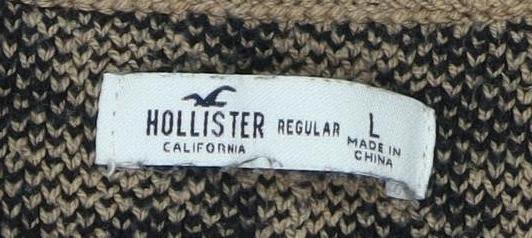 HOLLISTER REGULAR L
CALIFORNIA
MADE IN
CHINA